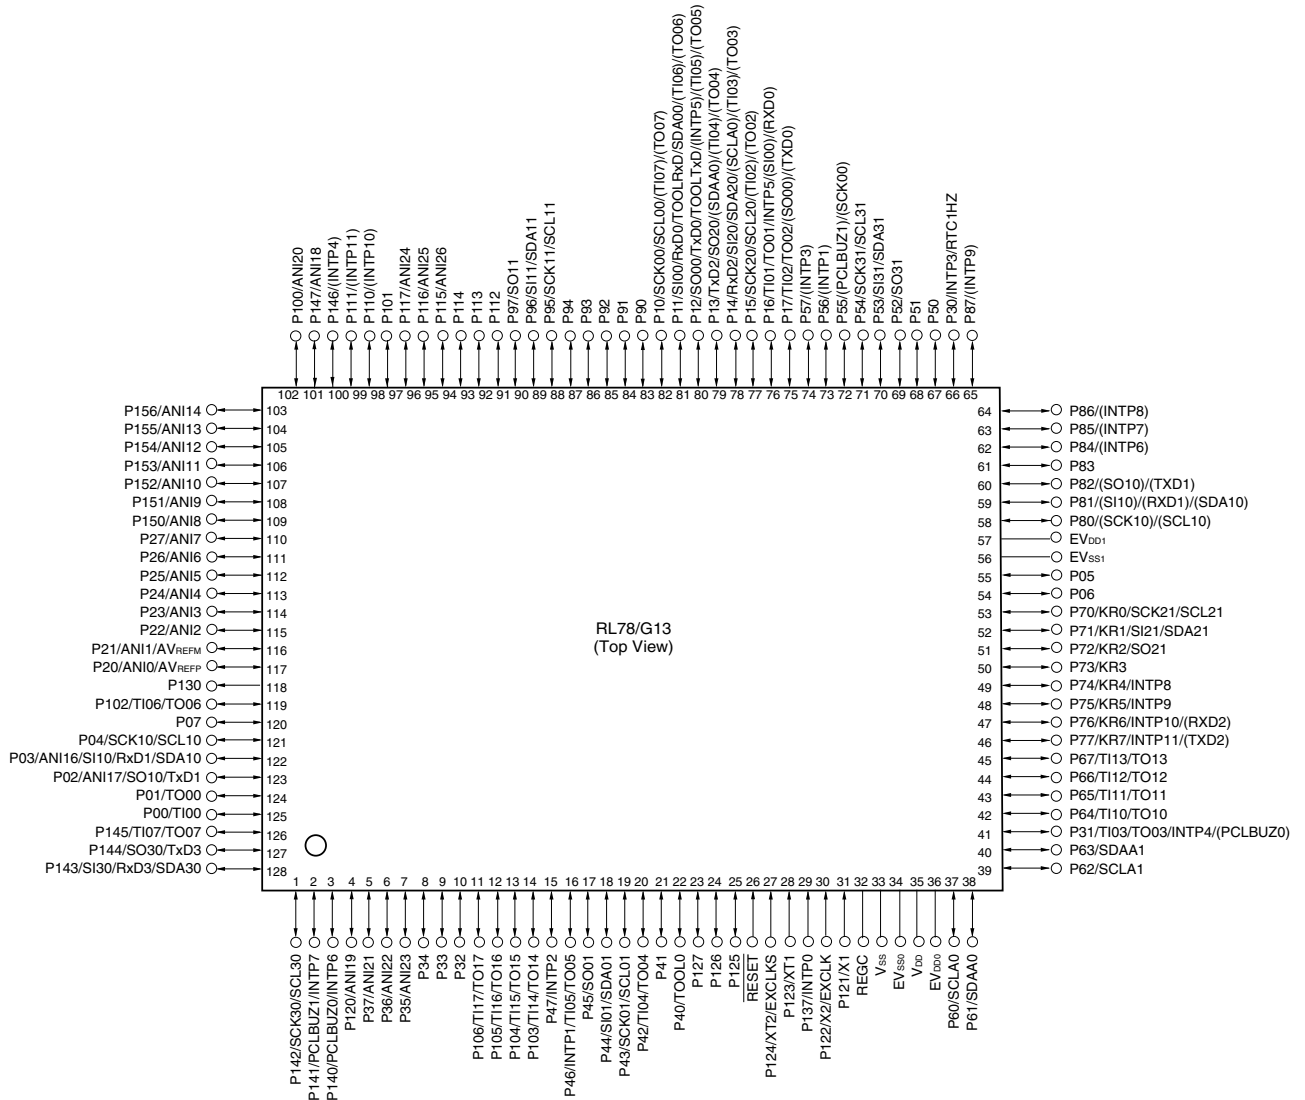 P100/ANI20
P147/ANI18
P146/(INTP4)
P111/(INTP11)
P110/(INTP10)
P101
P117/ANI24
P116/ANI25
P115/ANI26
P114
P113
P112
P97/SO11
P96/SI11/SDA11
P95/SCK11/SCL11
P94
P93
P92
P91
P90
P10/SCK00/SCL00/(TI07)/(TO07)
P11/SI00/RxD0/TOOLRxD/SDA00/(TI06)/(TO06)
P12/SO00/TxD0/TOOLTxD/(INTP5)/(TI05)/(TO05)
P13/TxD2/SO20/(SDAA0)/(TI04)/(TO04)
P14/RxD2/SI20/SDA20/(SCLA0)/(TI03)/(TO03)
P15/SCK20/SCL20/(TI02)/(TO02)
P16/TI01/TO01/INTP5/(SI00)/(RXD0)
P17/TI02/TO02/(SO00)/(TXD0)
P57/(INTP3)
P56/(INTP1)
P55/(PCLBUZ1)/(SCK00)
P54/SCK31/SCL31
P53/SI31/SDA31
P52/SO31
P51
P50
P30/INTP3/RTC1HZ
P87/(INTP9)
102 101 100 99 98 97 96 95 94 93 92 91 90 89 88 87 86 85 84 83 82 81 80 79 78 77 76 75 74 73 72 71 70 69 68 67 66 65
P156/ANI14 103
P155/ANI13 104
P154/ANI12 105
P153/ANI11 106
P152/ANI10 107
P151/ANI9 108
P150/ANI8 109
P27/ANI7 110
P26/ANI6 111
P25/ANI5 112
P24/ANI4 113
P23/ANI3 114
P22/ANI2 115
P21/ANI1/AVREFM 116
P20/ANI0/AVREFP 117
P130 118
P102/TI06/TO06 119
P07 120
P04/SCK10/SCL10 121
P03/ANI16/SI10/RxD1/SDA10 122
P02/ANI17/SO10/TxD1 123
P01/TO00 124
P00/TI00 125
P145/TI07/TO07 126
P144/SO30/TxD3 127
P143/SI30/RxD3/SDA30 128
RL78/G13
(Top View)
64 P86/(INTP8)
63 P85/(INTP7)
62 P84/(INTP6)
61 P83
60 P82/(SO10)/(TXD1)
59 P81/(SI10)/(RXD1)/(SDA10)
58 P80/(SCK10)/(SCL10)
57 EVDD1
56 EVSS1
55 P05
54 P06
53 P70/KR0/SCK21/SCL21
52 P71/KR1/SI21/SDA21
51 P72/KR2/SO21
50 P73/KR3
49 P74/KR4/INTP8
48 P75/KR5/INTP9
47 P76/KR6/INTP10/(RXD2)
46 P77/KR7/INTP11/(TXD2)
45 P67/TI13/TO13
44 P66/TI12/TO12
43 P65/TI11/TO11
42 P64/TI10/TO10
41 P31/TI03/TO03/INTP4/(PCLBUZ0)
40 P63/SDAA1
39 P62/SCLA1
1 2 3 4 5 6 7 8 9 10 11 12 13 14 15 16 17 18 19 20 21 22 23 24 25 26 27 28 29 30 31 32 33 34 35 36 37 38
P142/SCK30/SCL30
P141/PCLBUZ1/INTP7
P140/PCLBUZ0/INTP6
P120/ANI19
P37/ANI21
P36/ANI22
P35/ANI23
P34
P33
P32
P106/TI17/TO17
P105/TI16/TO16
P104/TI15/TO15
P103/TI14/TO14
P47/INTP2
P46/INTP1/TI05/TO05
P45/SO01
P44/SI01/SDA01
P43/SCK01/SCL01
P42/TI04/TO04
P41
P40/TOOL0
P127
P126
P125
RESET
P124/XT2/EXCLKS
P123/XT1
P137/INTP0
P122/X2/EXCLK
P121/X1
REGC
VSS
EVSS0
VDD
EVDD0
P60/SCLA0
P61/SDAA0